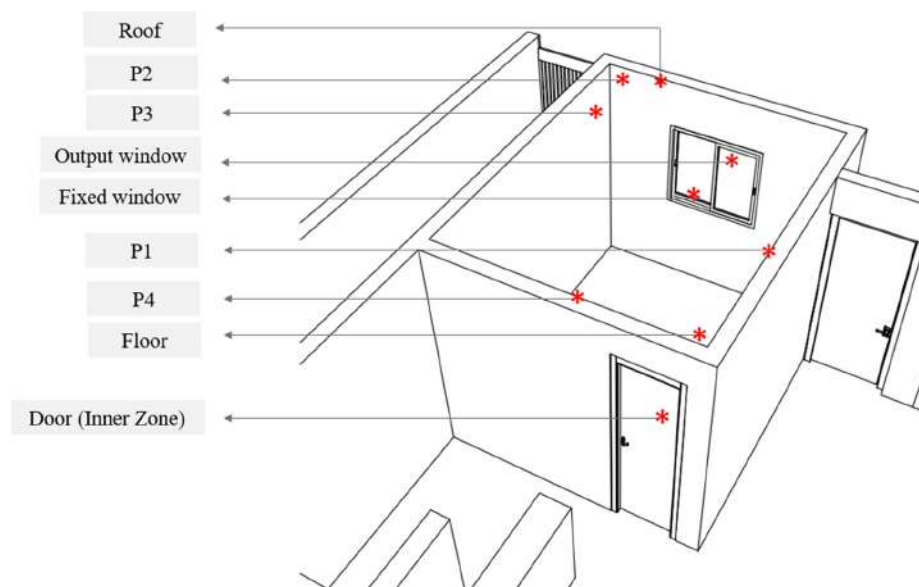 Roof
P2
P3
Output window
Fixed window
P1
P4
Floor
Door (Inner Zone)